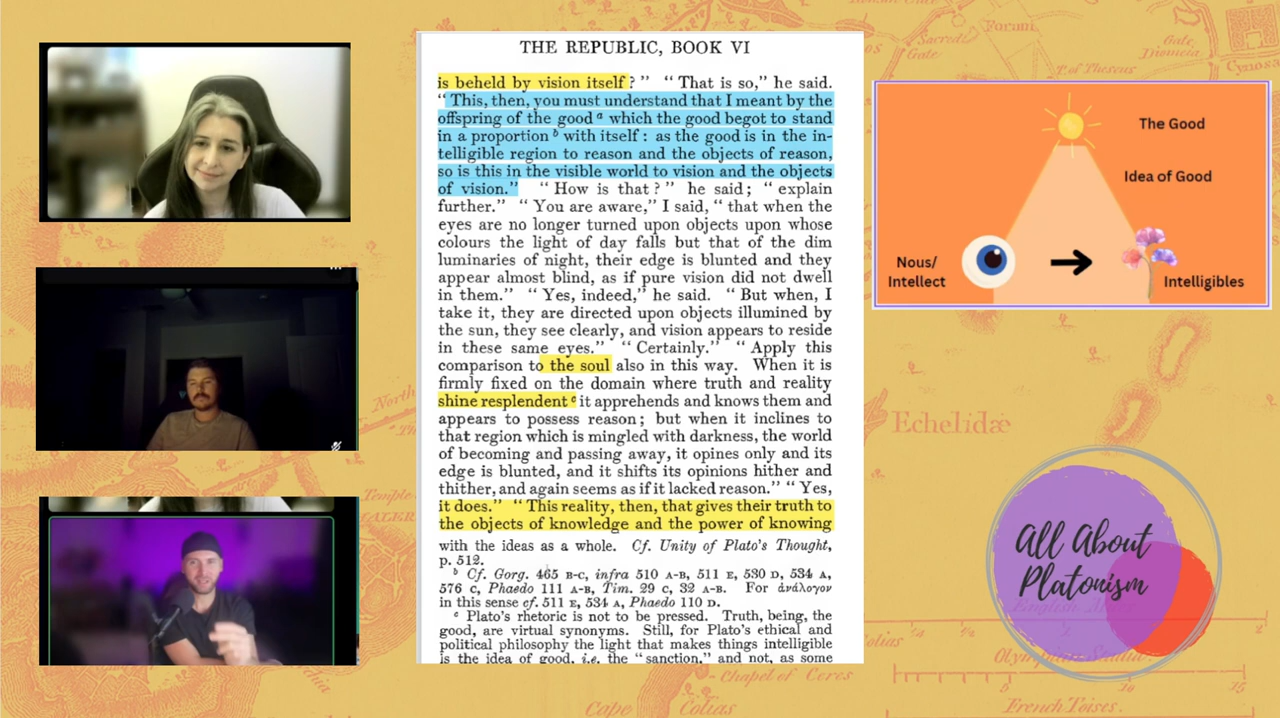 THE REPUBLIC, BOOK VI
is beheld by vision itself ? ” “ That is so,” he said.
“ This, then, you must understand that I meant by the
offspring of the good ᵃ which the good begot to stand
in a proportion ᵇ with itself : as the good is in the in-
telligible region to reason and the objects of reason,
so is this in the visible world to vision and the objects
of vision.” “ How is that ? ” he said ; “ explain
further.” “ You are aware,” I said, “ that when the
eyes are no longer turned upon objects upon whose
colours the light of day falls but that of the dim
luminaries of night, their edge is blunted and they
appear almost blind, as if pure vision did not dwell
in them.” “ Yes, indeed,” he said. “ But when, I
take it, they are directed upon objects illumined by
the sun, they see clearly, and vision appears to reside
in these same eyes.” “ Certainly.” “ Apply this
comparison to the soul also in this way. When it is
firmly fixed on the domain where truth and reality
shine resplendent ᶜ it apprehends and knows them and
appears to possess reason ; but when it inclines to
that region which is mingled with darkness, the world
of becoming and passing away, it opines only and its
edge is blunted, and it shifts its opinions hither and
thither, and again seems as if it lacked reason.” “ Yes,
it does.” “ This reality, then, that gives their truth to
the objects of knowledge and the power of knowing
with the ideas as a whole. Cf. Unity of Plato’s Thought,
p. 512.
ᵇ Cf. Gorg. 465 B-C, infra 510 A-B, 511 E, 530 D, 534 A,
576 C, Phaedo 111 A-B, Tim. 29 C, 32 A-B. For ἀνάλογον
in this sense cf. 511 E, 534 A, Phaedo 110 D.
ᶜ Plato’s rhetoric is not to be pressed. Truth, being, the
good, are virtual synonyms. Still, for Plato’s ethical and
political philosophy the light that makes things intelligible
is the idea of good, i.e. the “sanction,” and not, as some
The Good
Idea of Good
Nous/
Intellect
Intelligibles
Echelidæ
All About
Platonism
Forum
Sacred
Gate
P. of Thesens
Chapel of Ceres
Cape Colias
French Toises.